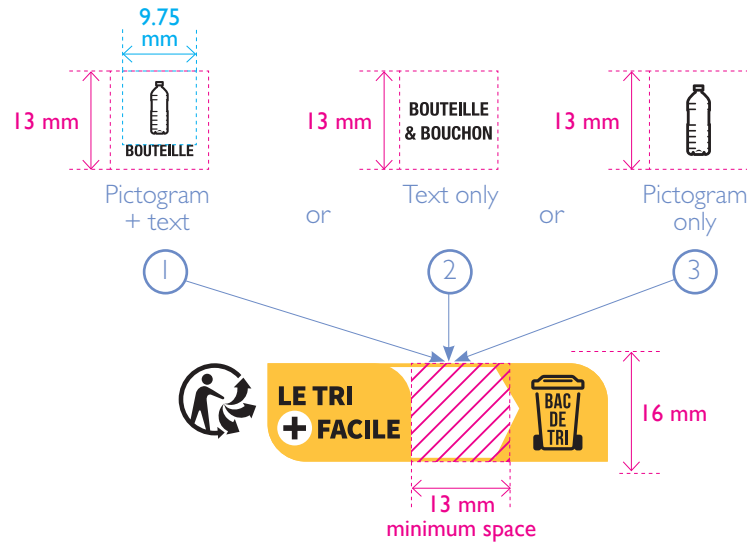 9.75
mm
13 mm
BOUTEILLE
13 mm
BOUTEILLE
& BOUCHON
13 mm
Pictogram
+ text
or
Text only
or
Pictogram
only
1
2
3
LE TRI
+ FACILE
BAC
DE
TRI
16 mm
13 mm
minimum space